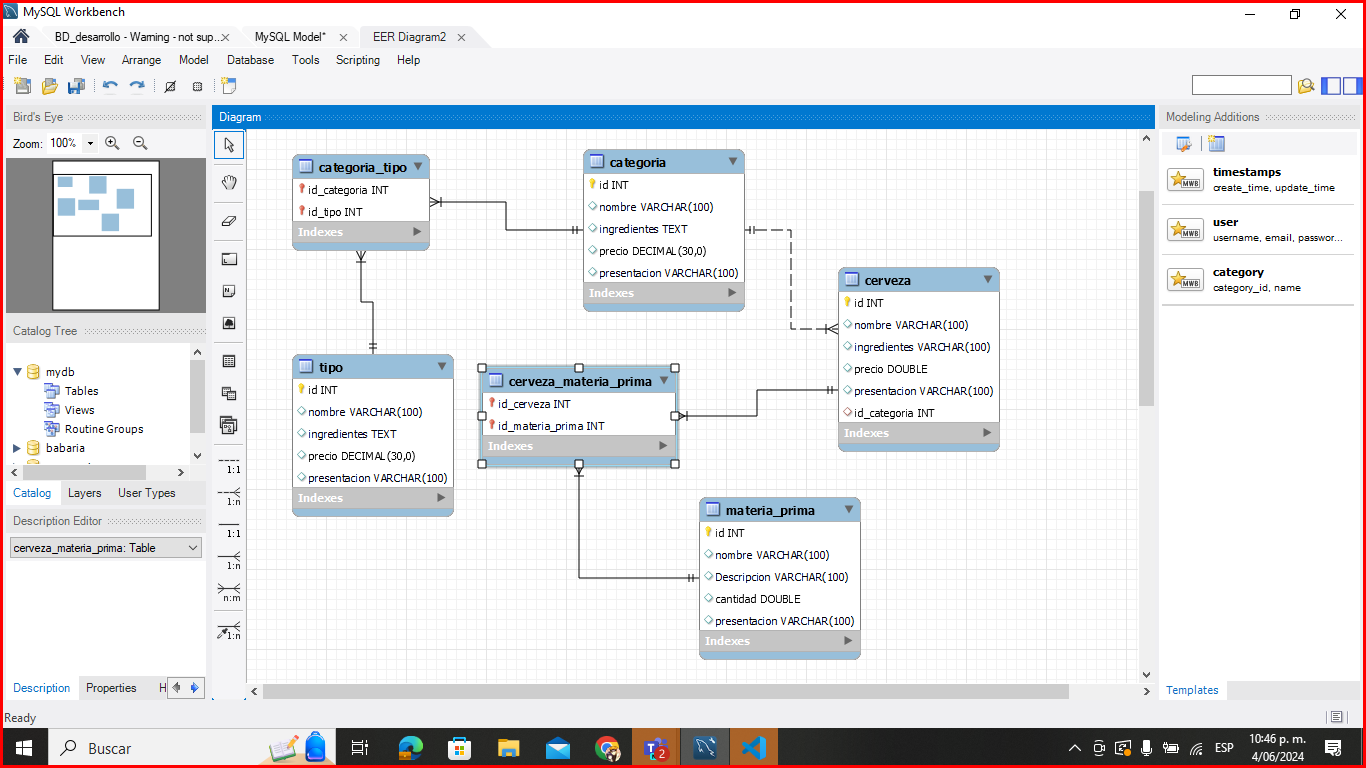 MySQL Workbench
BD_desarrollo - Warning - not sup...
MySQL Model*
EER Diagram2
File Edit View Arrange Model Database Tools Scripting Help
Bird's Eye
Zoom: 100%
Catalog Tree
mydb
Tables
Views
Routine Groups
babaria
Catalog Layers User Types
Description Editor
cerveza_materia_prima: Table
Description Properties H
Diagram
1:1
1:n
1:1
1:n
n:m
1:n
categoria_tipo
id_categoria INT
id_tipo INT
Indexes
categoria
id INT
nombre VARCHAR(100)
ingredientes TEXT
precio DECIMAL(30,0)
presentacion VARCHAR(100)
Indexes
cerveza
id INT
nombre VARCHAR(100)
ingredientes VARCHAR(100)
precio DOUBLE
presentacion VARCHAR(100)
id_categoria INT
Indexes
tipo
id INT
nombre VARCHAR(100)
ingredientes TEXT
precio DECIMAL(30,0)
presentacion VARCHAR(100)
Indexes
cerveza_materia_prima
id_cerveza INT
id_materia_prima INT
Indexes
materia_prima
id INT
nombre VARCHAR(100)
Descripcion VARCHAR(100)
cantidad DOUBLE
presentacion VARCHAR(100)
Indexes
Modeling Additions
MWB
timestamps
create_time, update_time
MWB
user
username, email, passwor...
MWB
category
category_id, name
Templates
Ready
Buscar
2
ESP
10:46 p. m.
4/06/2024